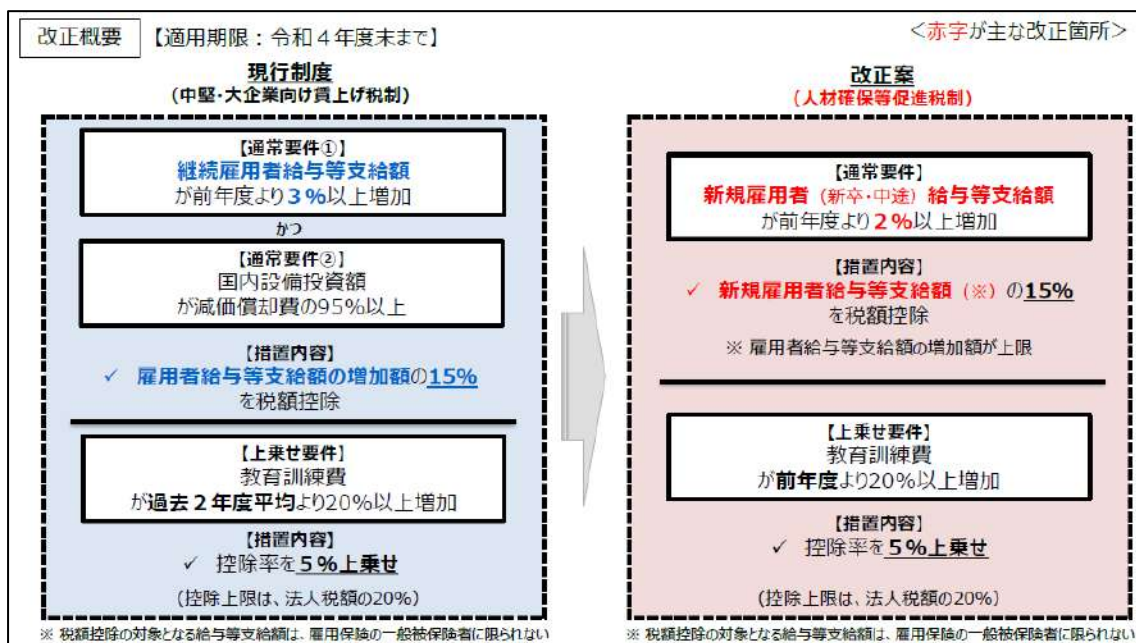 改正概要 【適用期限:令和4年度末まで】
<赤字が主な改正箇所>
現行制度
(中堅・大企業向け賃上げ税制)
【通常要件①】
継続雇用者給与等支給額
が前年度より3%以上増加
かつ
【通常要件②】
国内設備投資額
が減価償却費の95%以上
【措置内容】
✓ 雇用者給与等支給額の増加額の15%
を税額控除
【上乗せ要件】
教育訓練費
が過去2年度平均より20%以上増加
【措置内容】
✓ 控除率を5%上乗せ
(控除上限は、法人税額の20%)
※ 税額控除の対象となる給与等支給額は、雇用保険の一般被保険者に限られない
改正案
(人材確保等促進税制)
【通常要件】
新規雇用者(新卒・中途)給与等支給額
が前年度より2%以上増加
【措置内容】
✓ 新規雇用者給与等支給額(※)の15%
を税額控除
※ 雇用者給与等支給額の増加額が上限
【上乗せ要件】
教育訓練費
が前年度より20%以上増加
【措置内容】
✓ 控除率を5%上乗せ
(控除上限は、法人税額の20%)
※ 税額控除の対象となる給与等支給額は、雇用保険の一般被保険者に限られない